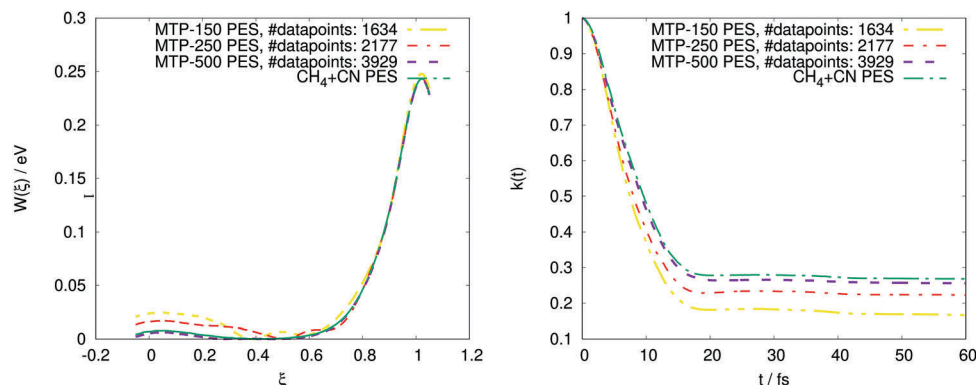 0.3
0.25
0.2
0.15
0.1
0.05
0
-0.2 0 0.2 0.4 0.6 0.8 1 1.2
W(ξ) / eV
ξ
MTP-150 PES, #datapoints: 1634
MTP-250 PES, #datapoints: 2177
MTP-500 PES, #datapoints: 3929
CH₄+CN PES
1
0.9
0.8
0.7
0.6
0.5
0.4
0.3
0.2
0.1
0 10 20 30 40 50 60
k(t)
t / fs
MTP-150 PES, #datapoints: 1634
MTP-250 PES, #datapoints: 2177
MTP-500 PES, #datapoints: 3929
CH₄+CN PES